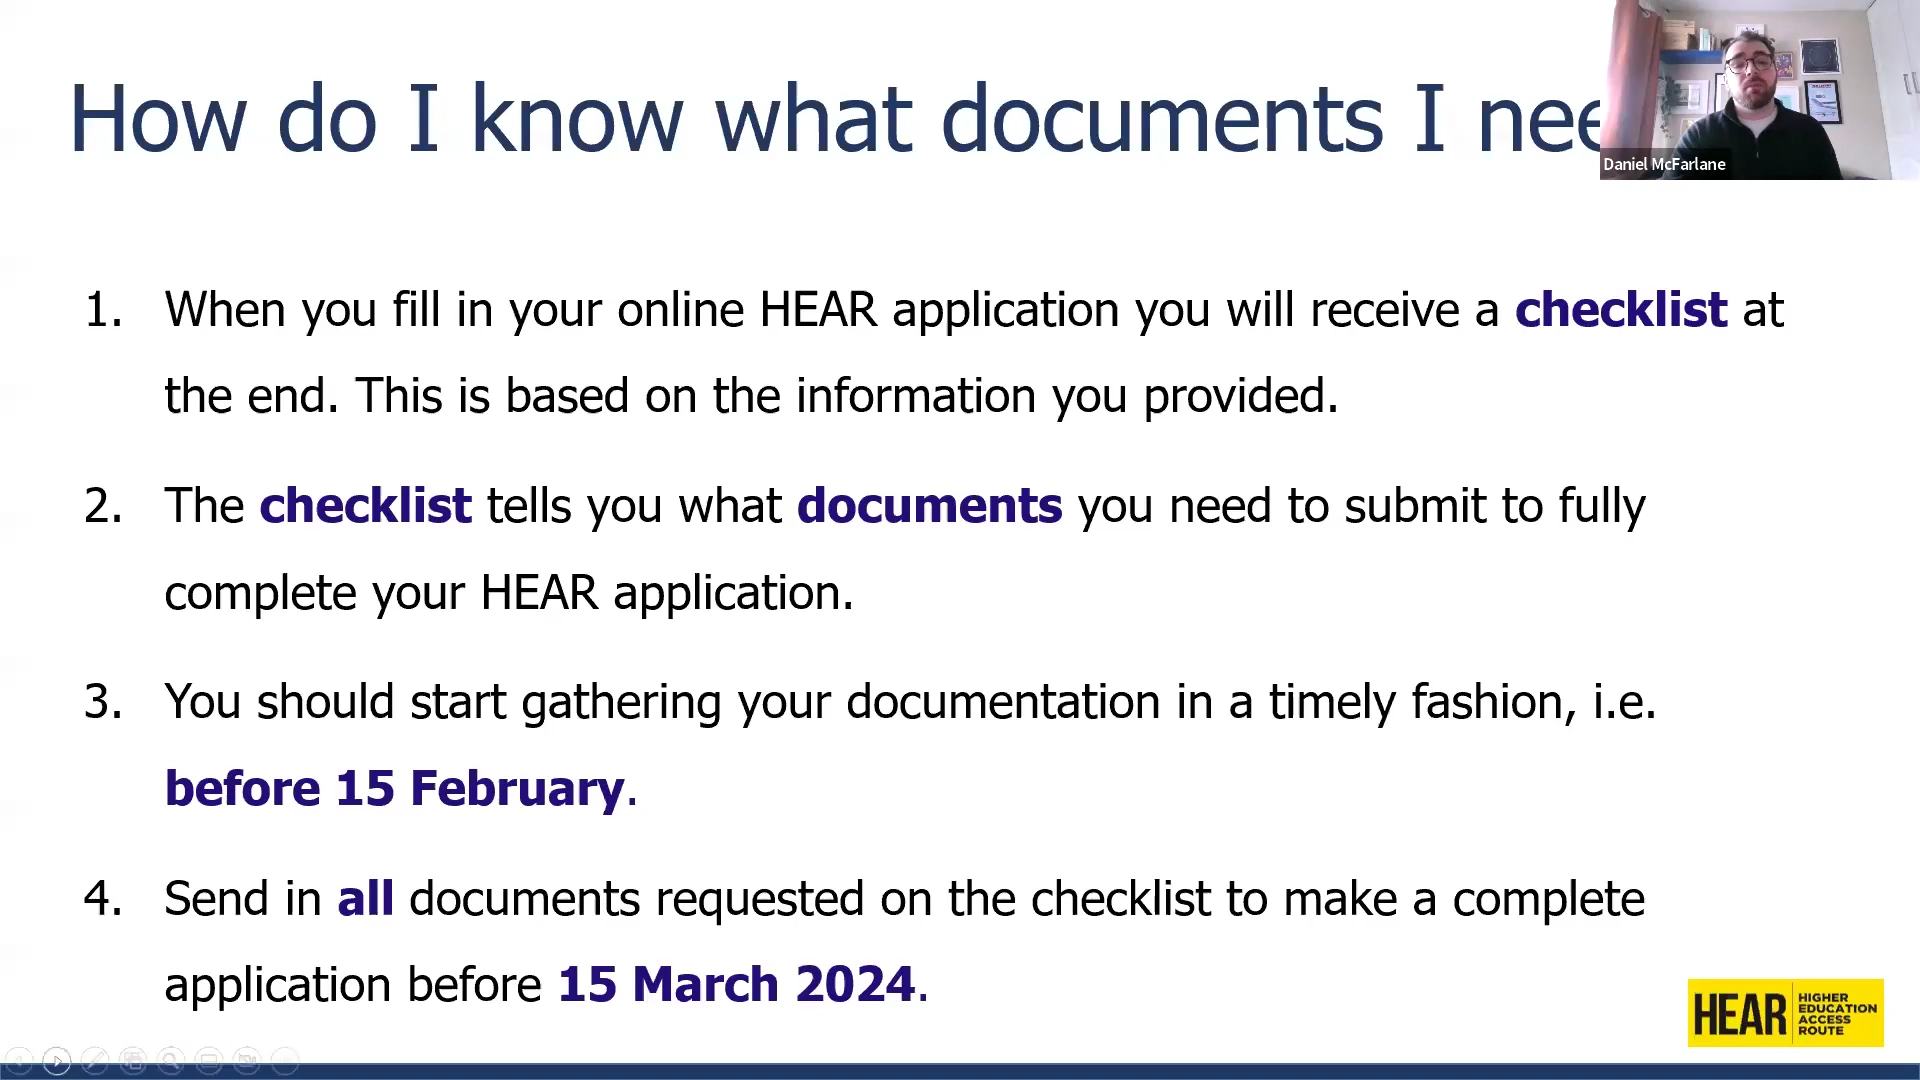 How do I know what documents I nee
Daniel McFarlane
1. When you fill in your online HEAR application you will receive a checklist at
the end. This is based on the information you provided.
2. The checklist tells you what documents you need to submit to fully
complete your HEAR application.
3. You should start gathering your documentation in a timely fashion, i.e.
before 15 February.
4. Send in all documents requested on the checklist to make a complete
application before 15 March 2024.
HEAR
HIGHER
EDUCATION
ACCESS
ROUTE